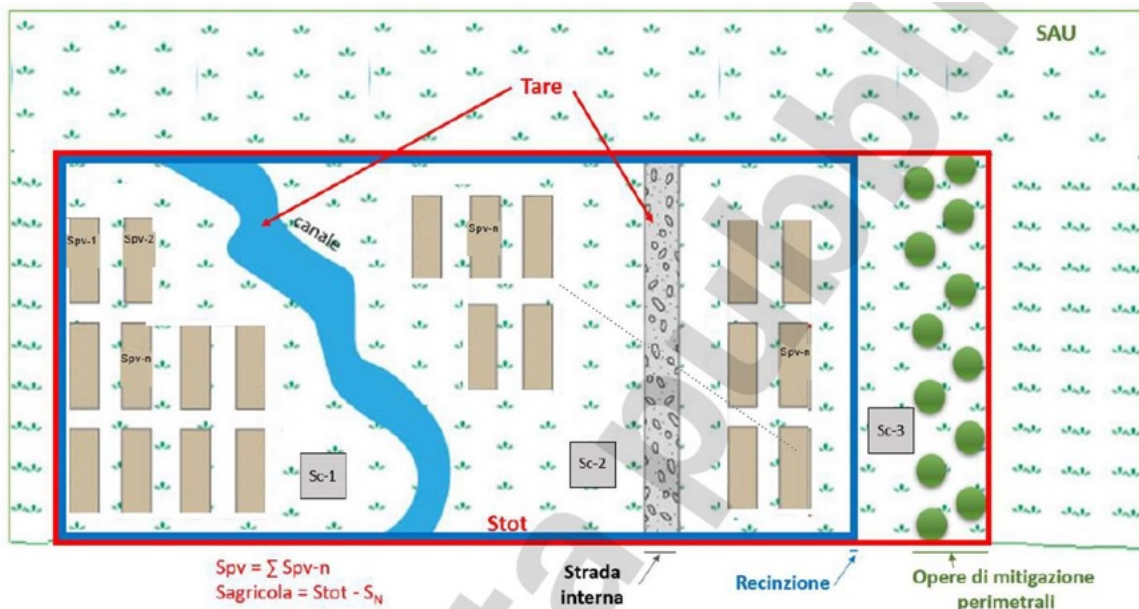 SAU
Tare
canale
Spv-1
Spv-2
Spv-n
Spv-n
Spv-n
Sc-1
Sc-2
Sc-3
Stot
Spv = ∑ Spv-n
Sagricola = Stot - S_N
Strada
interna
Recinzione
Opere di mitigazione
perimetrali